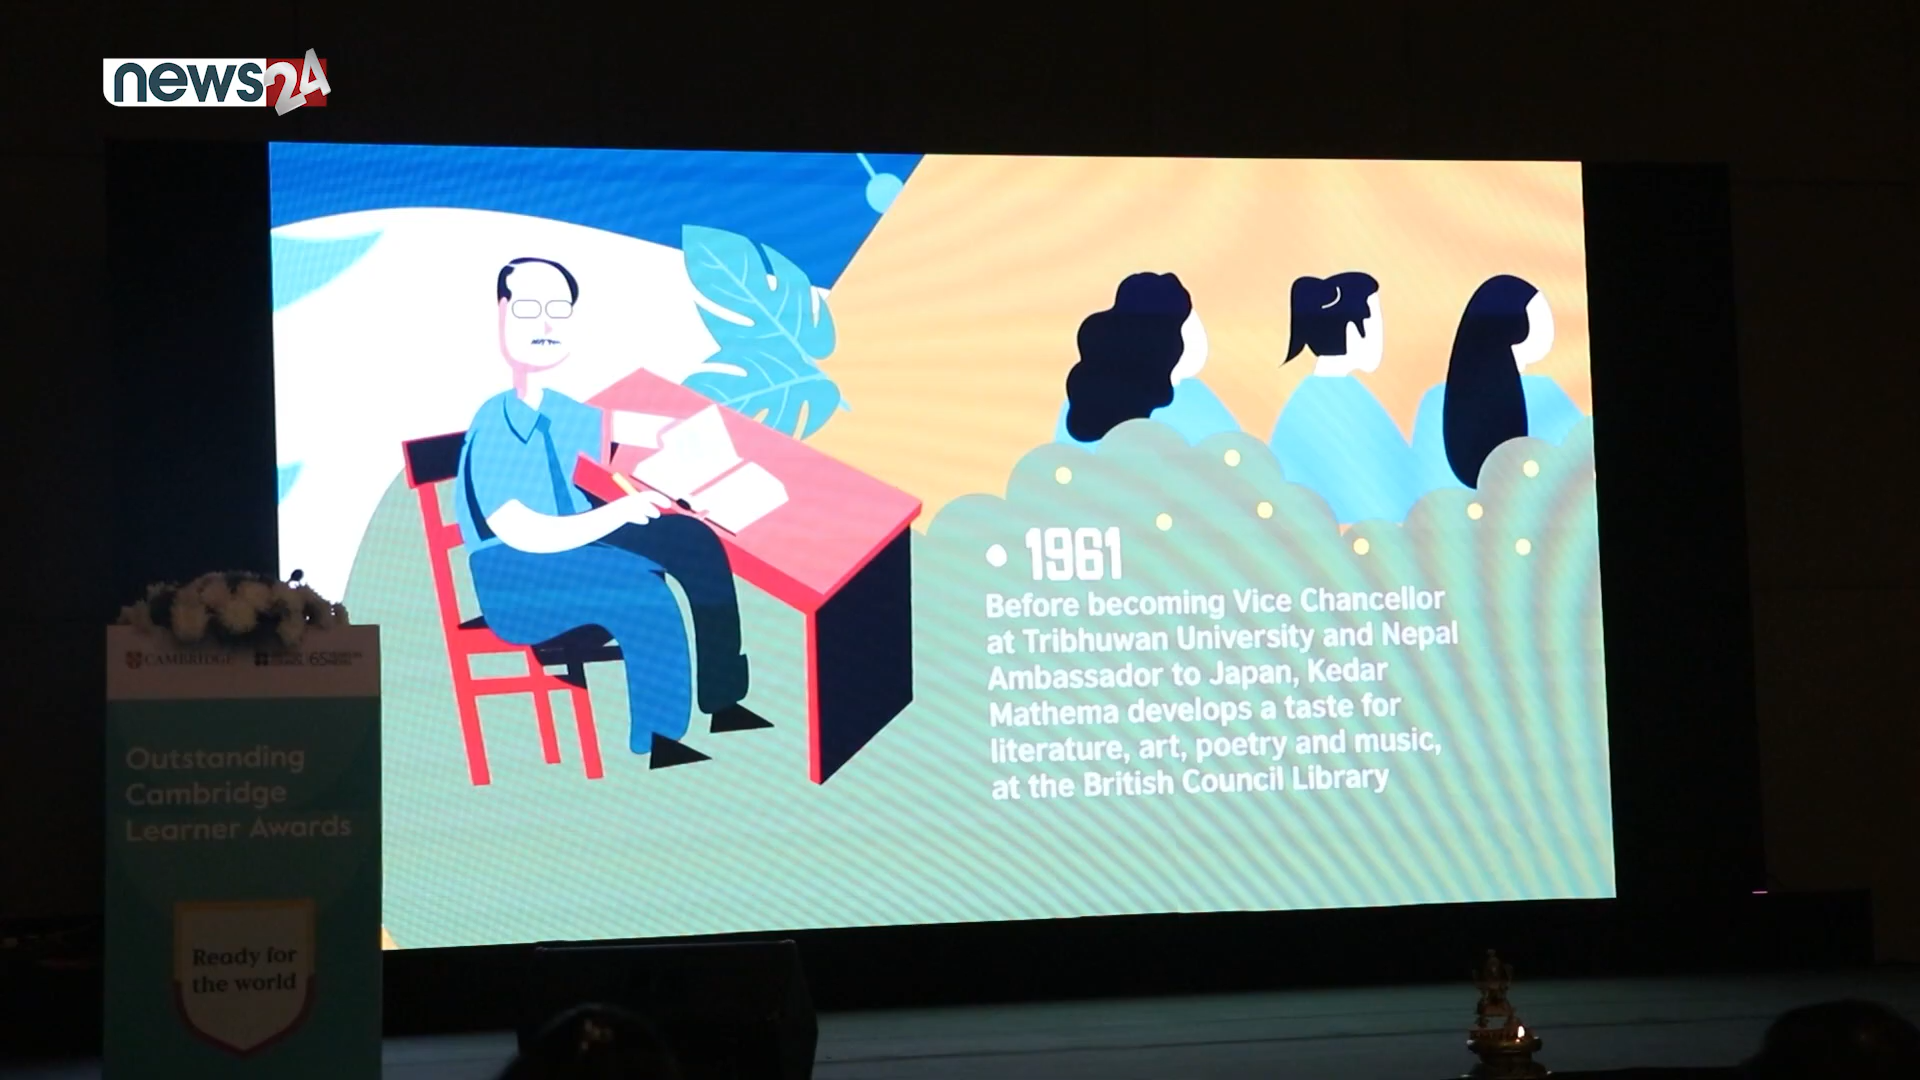 news24
1961
Before becoming Vice Chancellor
at Tribhuwan University and Nepal
Ambassador to Japan, Kedar
Mathema develops a taste for
literature, art, poetry and music,
at the British Council Library
CAMBRIDGE
65
Outstanding
Cambridge
Learner Awards
Ready for
the world